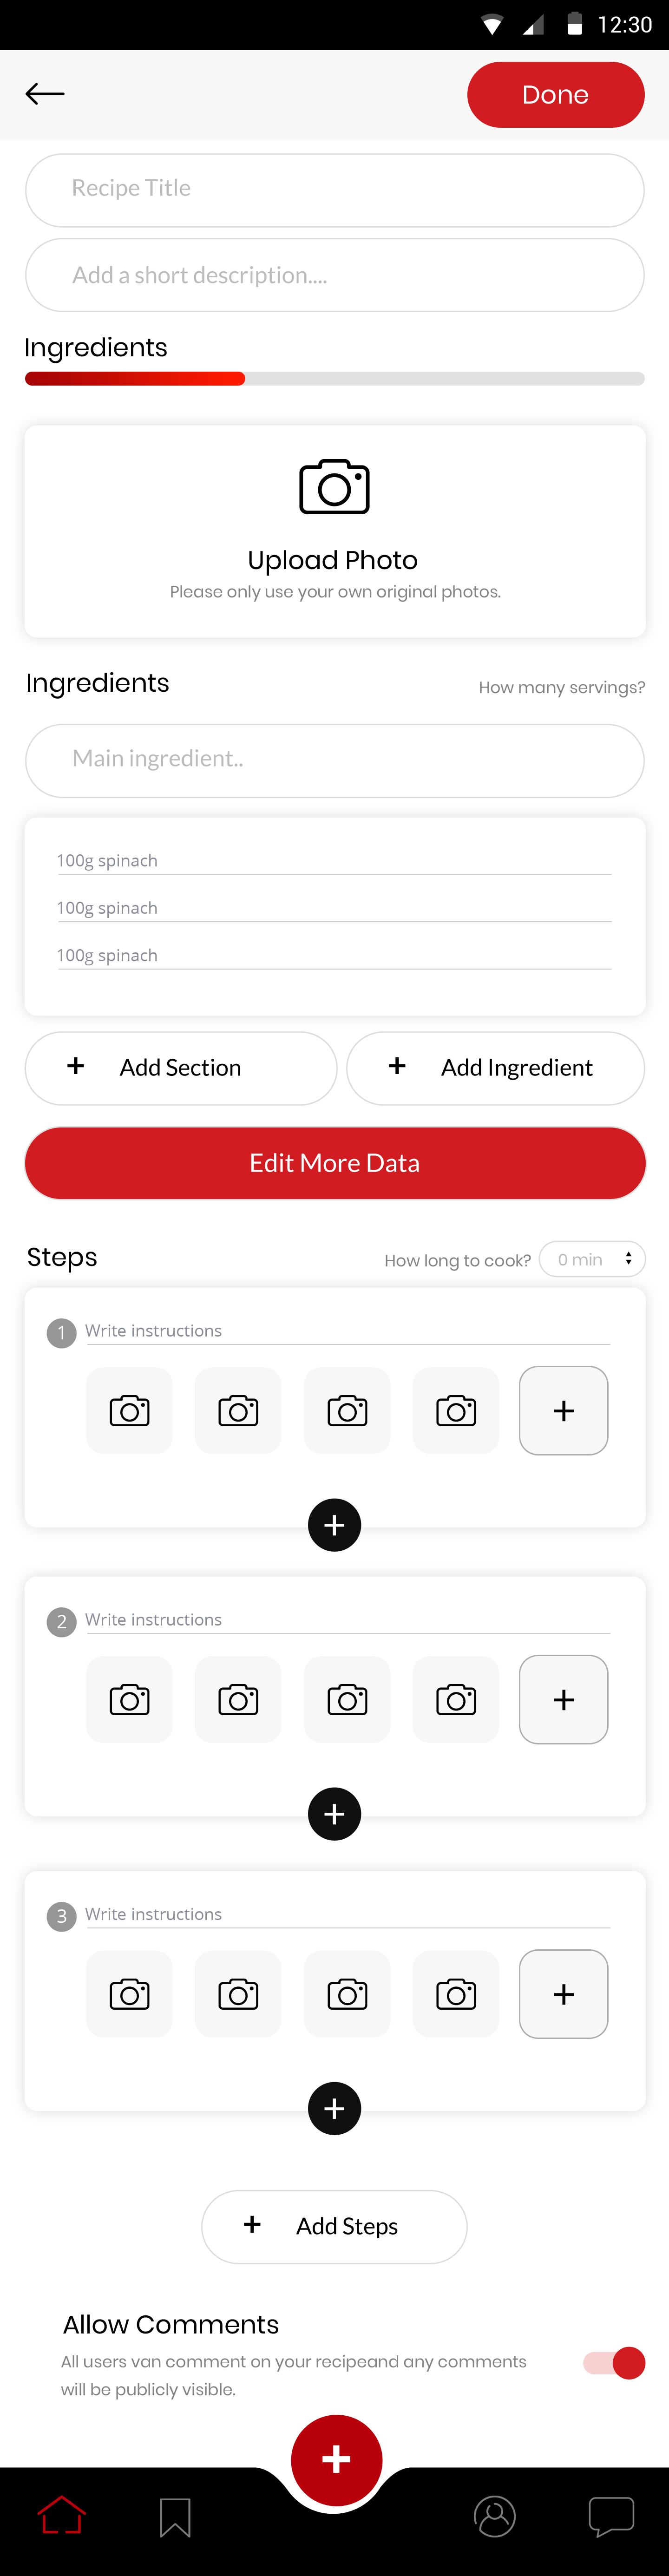 12:30
Done
Recipe Title
Add a short description....
Ingredients
Upload Photo
Please only use your own original photos.
Ingredients
How many servings?
Main ingredient..
100g spinach
100g spinach
100g spinach
+ Add Section
+ Add Ingredient
Edit More Data
Steps
How long to cook?
0 min
1 Write instructions
+
+
2 Write instructions
+
+
3 Write instructions
+
+
+ Add Steps
Allow Comments
All users van comment on your recipeand any comments
will be publicly visible.
+